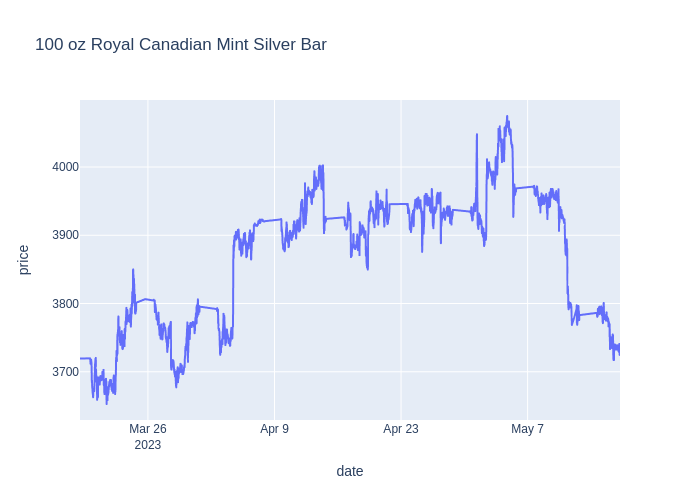 100 oz Royal Canadian Mint Silver Bar
price
4000
3900
3800
3700
Mar 26
2023
Apr 9
Apr 23
May 7
date